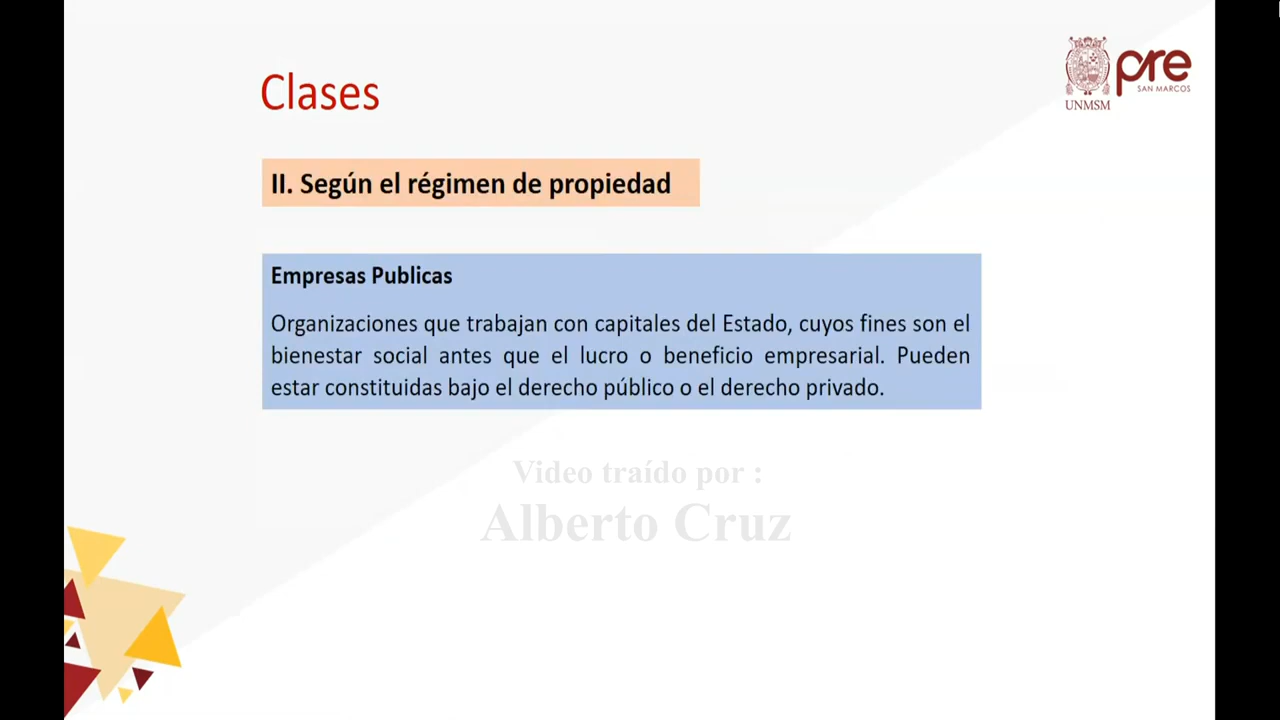 Clases
UNMSM
pre
SAN MARCOS
II. Según el régimen de propiedad
Empresas Publicas
Organizaciones que trabajan con capitales del Estado, cuyos fines son el
bienestar social antes que el lucro o beneficio empresarial. Pueden
estar constituidas bajo el derecho público o el derecho privado.
Video traído por :
Alberto Cruz